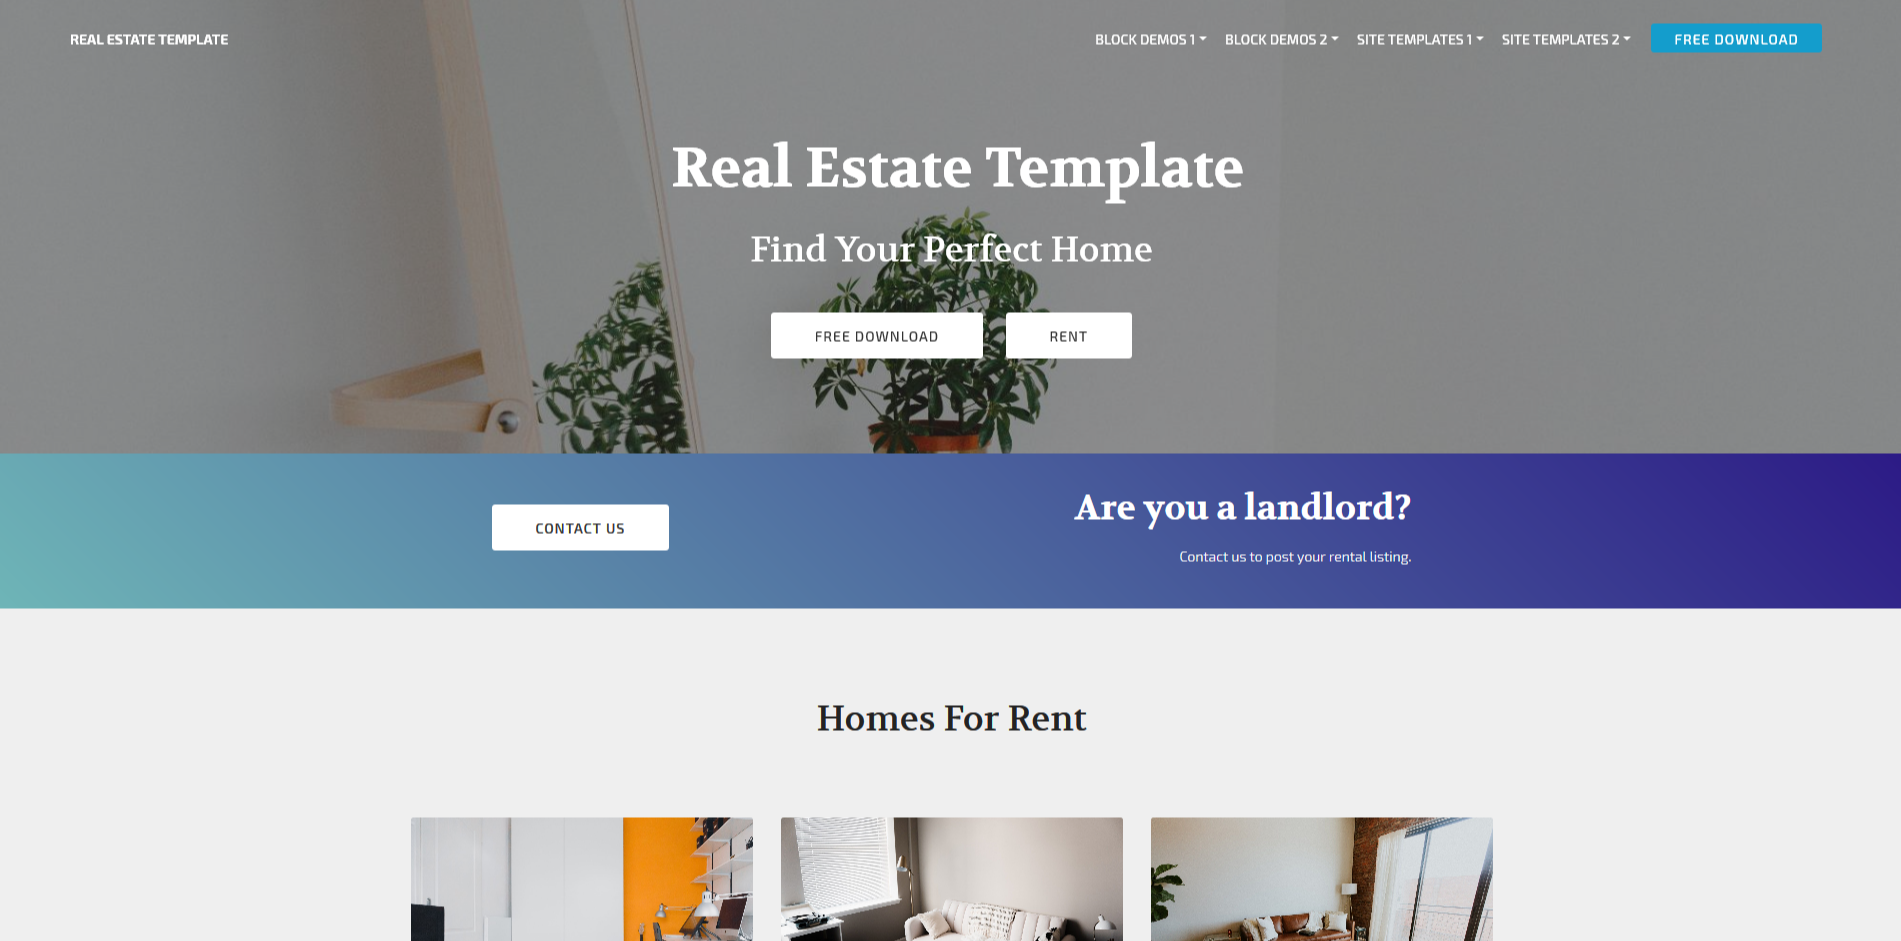 REAL ESTATE TEMPLATE
BLOCK DEMOS 1
BLOCK DEMOS 2
SITE TEMPLATES 1
SITE TEMPLATES 2
FREE DOWNLOAD
Real Estate Template
Find Your Perfect Home
FREE DOWNLOAD
RENT
CONTACT US
Are you a landlord?
Contact us to post your rental listing.
Homes For Rent